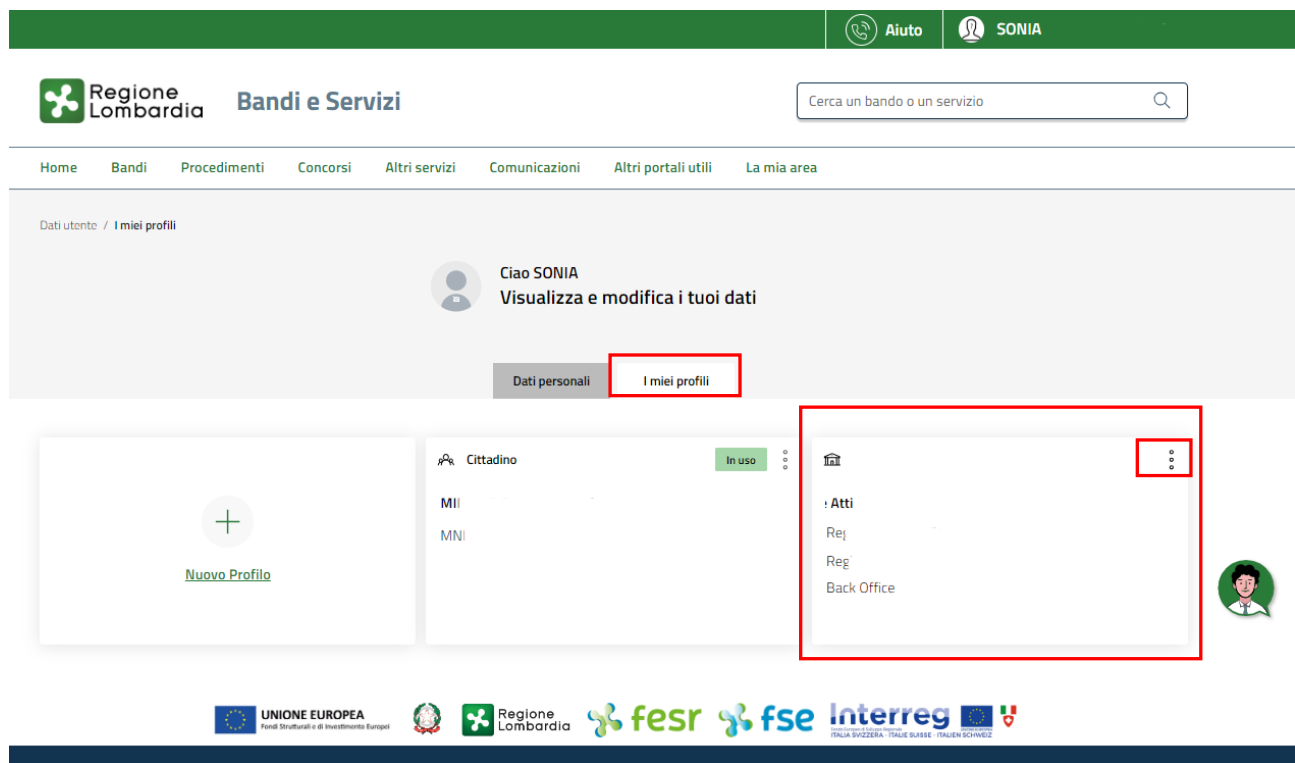 Aiuto SONIA
Regione
Lombardia
Bandi e Servizi
Cerca un bando o un servizio
Home Bandi Procedimenti Concorsi Altri servizi Comunicazioni Altri portali utili La mia area
Dati utente / I miei profili
Ciao SONIA
Visualizza e modifica i tuoi dati
Dati personali I miei profili
Nuovo Profilo
Cittadino In uso
MNI
Atti
Reg
Back Office
UNIONE EUROPEA
Fondi Strutturali e di Investimento Europei
Regione
Lombardia
fesr
fse
Interreg
ITALIA SVIZZERA - ITALIE SUISSE - ITALIEN SCHWEIZ